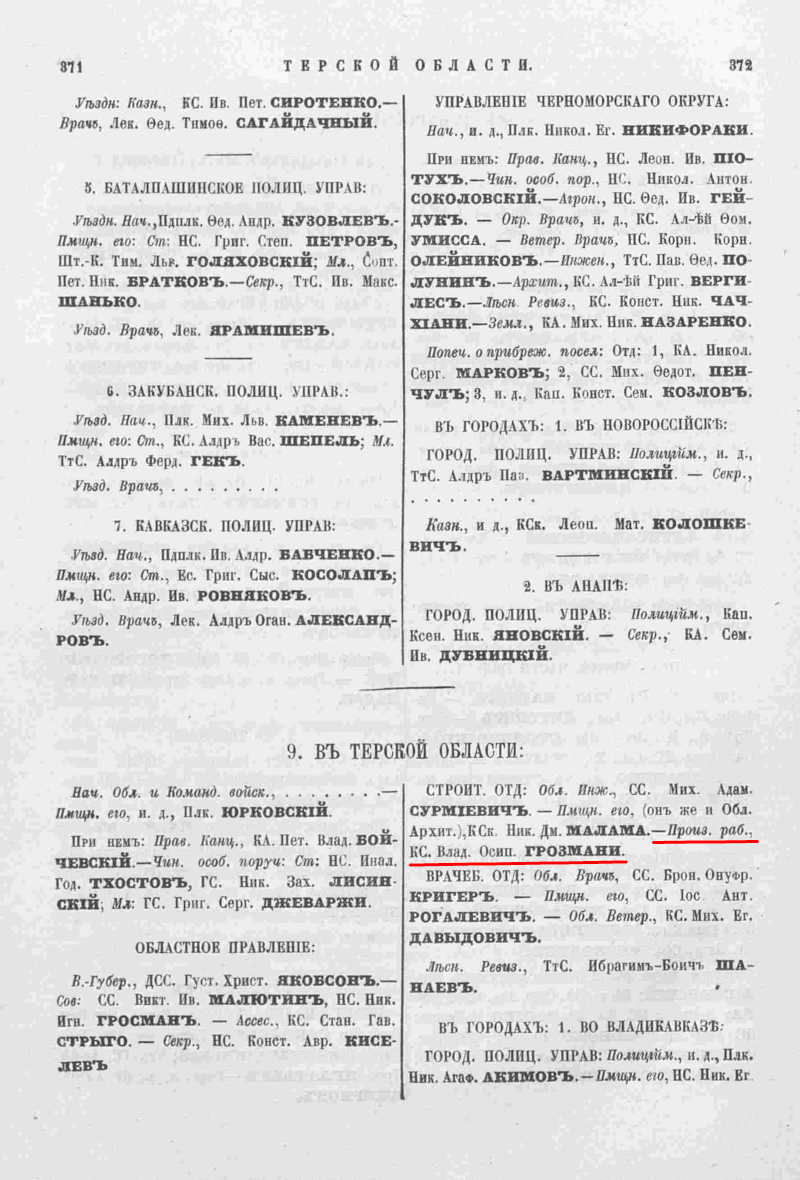 371
ТЕРСКОЙ ОБЛАСТИ.
372
Уѣздн: Казн., КС. Ив. Пет. СИРОТЕНКО.—
Врачъ, Лек. Ѳед. Тимоѳ. САГАЙДАЧНЫЙ.
5. БАТАЛПАШИНСКОЕ ПОЛИЦ. УПРАВ:
Уѣздн. Нач., Пдплк. Ѳед. Андр. КУЗОВЛЕВЪ.-
Пмщн. его: Ст: НС. Григ. Степ. ПЕТРОВЪ,
Шт.-К. Тим. Льв. ГОЛЯХОВСКІЙ; Мл., Сотт.
Пет. Ник. БРАТКОВЪ.—Секр., ТтС. Ив. Макс.
ШАНЬКО.
Уѣзд. Врачъ, Лек. ЯРАМИШЕВЪ.
6. ЗАКУБАНСК. ПОЛИЦ. УПРАВ.:
Уѣзд. Нач., Плк. Мих. Льв. КАМЕНЕВЪ.—
Пмщн. его: Ст., КС. Алдръ Вас. ШЕПЕЛЬ; Мл.
ТтС. Алдръ Ферд. ГЕКЪ.
Уѣзд. Врачъ, . . . . . . . . .
7. КАВКАЗСК. ПОЛИЦ. УПРАВ:
Уѣзд. Нач., Пдплк. Ив. Алдр. БАБЧЕНКО.—
Пмщн. его: Ст., Ес. Григ. Сыс. КОСОЛАПЪ;
Мл., НС. Андр. Ив. РОВНЯКОВЪ.
Уѣзд. Врачъ, Лек. Алдръ Оган. АЛЕКСАНД-
РОВЪ.
УПРАВЛЕНІЕ ЧЕРНОМОРСКАГО ОКРУГА:
Нач., и. д., Плк. Никол. Ег. НИКИФОРАКИ.
При немъ: Прав. Канц., НС. Леон. Ив. ПІО-
ТУХЪ.—Чин. особ. пор., НС. Никол. Антон.
СОКОЛОВСКІЙ.—Агрон., НС. Ѳед. Ив. ГЕЙ-
ДУКЪ. — Окр. Врачъ, и. д., КС. Ал-ѣй Ѳом.
УМИССА. — Ветер. Врачъ, НС. Корн. Корн.
ОЛЕЙНИКОВЪ.—Инжен., ТтС. Пав. Ѳед. ПО-
ЛУНИНЪ.—Архит., КС. Ал-ѣй Григ. ВЕРГИ-
ЛЕСЪ.—Лѣсн Ревиз., КС. Конст. Ник. ЧАЧ-
ХІАНИ.—Земл., КА. Мих. Ник. НАЗАРЕНКО.
Попеч. о прибреж. посел: Отд: 1, КА. Никол.
Серг. МАРКОВЪ; 2, СС. Мих. Ѳедот. ПЕН-
ЧУЛЪ; 3, и. д., Кап. Конст. Сем. КОЗЛОВЪ.
ВЪ ГОРОДАХЪ: 1. ВЪ НОВОРОССІЙСКѢ:
ГОРОД. ПОЛИЦ. УПРАВ: Полиційм., и. д.,
ТтС. Алдръ Пав. ВАРТМИНСКІЙ. — Секр.,
. . . . . . . . . .
Казн., и д., КСк. Леон. Мат. КОЛОШКЕ-
ВИЧЪ.
2. ВЪ АНАПѢ:
ГОРОД. ПОЛИЦ. УПРАВ: Полиційм., Кап.
Ксен. Ник. ЯНОВСКІЙ. — Секр., КА. Сем.
Ив. ДУБНИЦКІЙ.
9. ВЪ ТЕРСКОЙ ОБЛАСТИ:
Нач. Обл. и Команд. войск., . . . . . . . .—
Пмщн. его, и. д., Плк. ЮРКОВСКІЙ.
При немъ: Прав. Канц., КА. Пет. Влад. БОЙ-
ЧЕВСКІЙ.—Чин. особ. поруч: Ст: НС. Инал.
Год. ТХОСТОВЪ, ГС. Ник. Зах. ЛИСИН-
СКІЙ; Мл: ГС. Григ. Серг. ДЖЕВАРЖИ.
ОБЛАСТНОЕ ПРАВЛЕНІЕ:
В.-Губер., ДСС. Густ. Христ. ЯКОБСОНЪ.—
Сов: СС. Викт. Ив. МАЛЮТИНЪ, НС. Ник.
Игн. ГРОСМАНЪ. — Ассес., КС. Стан. Гав.
СТРЫГО. — Секр., НС. Конст. Авр. КИСЕ-
ЛЕВЪ
СТРОИТ. ОТД: Обл. Инж., СС. Мих. Адам.
СУРМІЕВИЧЪ. — Пмщн. его, (онъ же и Обл.
Архит.), КСк. Ник. Дм. МАЛАМА.—Произ. раб.,
КС. Влад. Осип. ГРОЗМАНИ.
ВРАЧЕБ. ОТД: Обл. Врачъ, СС. Брон. Онуфр.
КРИГЕРЪ. — Пмщн. его, СС. Іос Ант.
РОГАЛЕВИЧЪ. — Обл. Ветер., КС. Мих. Ег.
ДАВЫДОВИЧЪ.
Лѣсн. Ревиз., ТтС. Ибрагимъ-Боичъ ША-
НАЕВЪ.
ВЪ ГОРОДАХЪ: 1. ВО ВЛАДИКАВКАЗѢ:
ГОРОД. ПОЛИЦ. УПРАВ: Полиційм., и. д., Плк.
Ник. Агаф. АКИМОВЪ.—Пмщн. его, НС. Ник. Ег.